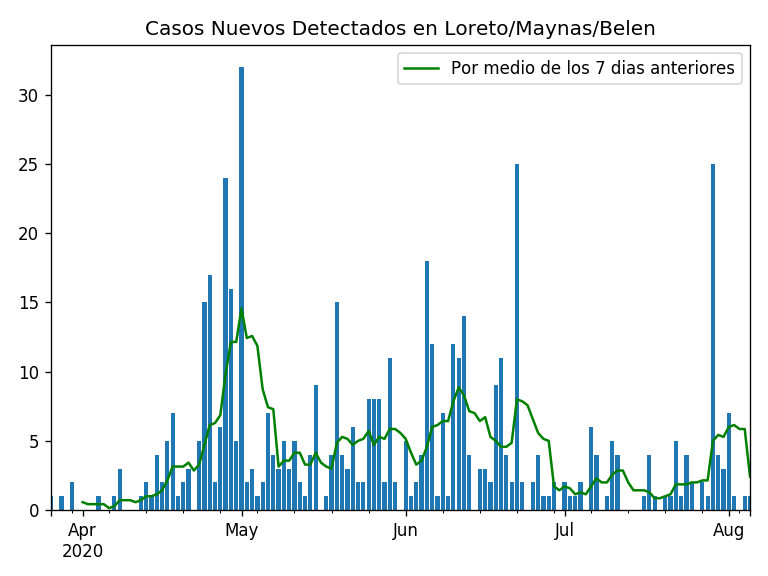 Casos Nuevos Detectados en Loreto/Maynas/Belen
Por medio de los 7 dias anteriores
30
25
20
15
10
5
0
Apr May Jun Jul Aug
2020